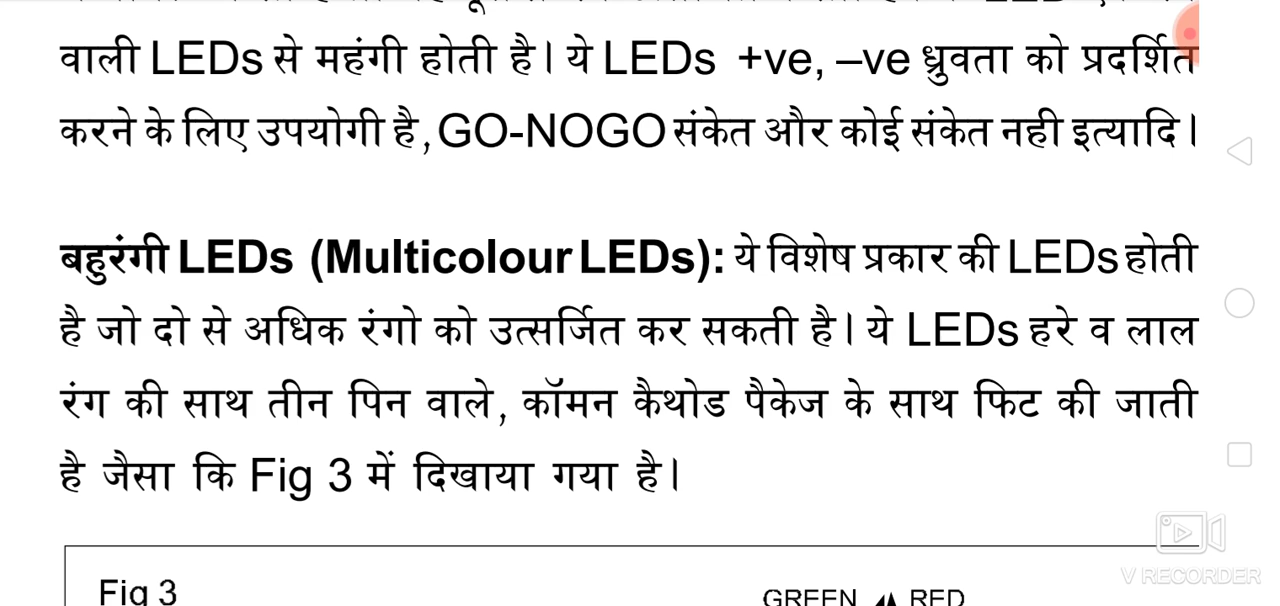 वाली LEDs से महंगी होती है। ये LEDs +ve, –ve ध्रुवता को प्रदर्शित
करने के लिए उपयोगी है, GO-NOGO संकेत और कोई संकेत नही इत्यादि।
बहुरंगी LEDs (Multicolour LEDs): ये विशेष प्रकार की LEDs होती
है जो दो से अधिक रंगो को उत्सर्जित कर सकती है। ये LEDs हरे व लाल
रंग की साथ तीन पिन वाले, कॉमन कैथोड पैकेज के साथ फिट की जाती
है जैसा कि Fig 3 में दिखाया गया है।
V RECORDER
Fig 3
GREEN RED